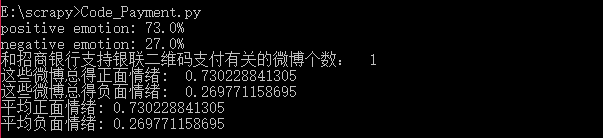 E:\scrapy>Code_Payment.py
positive emotion: 73.0%
negative emotion: 27.0%
和招商银行支持银联二维码支付有关的微博个数：  1
这些微博总得正面情绪:  0.730228841305
这些微博总得负面情绪:  0.269771158695
平均正面情绪: 0.730228841305
平均负面情绪: 0.269771158695